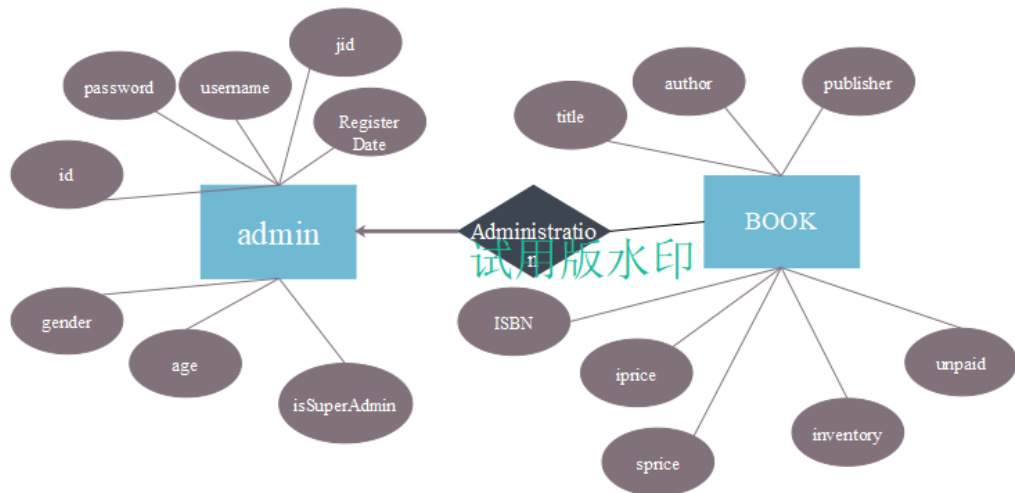 jid
password
username
Register
Date
id
admin
gender
age
isSuperAdmin
Administratio
n
试用版水印
title
author
publisher
BOOK
ISBN
iprice
sprice
inventory
unpaid